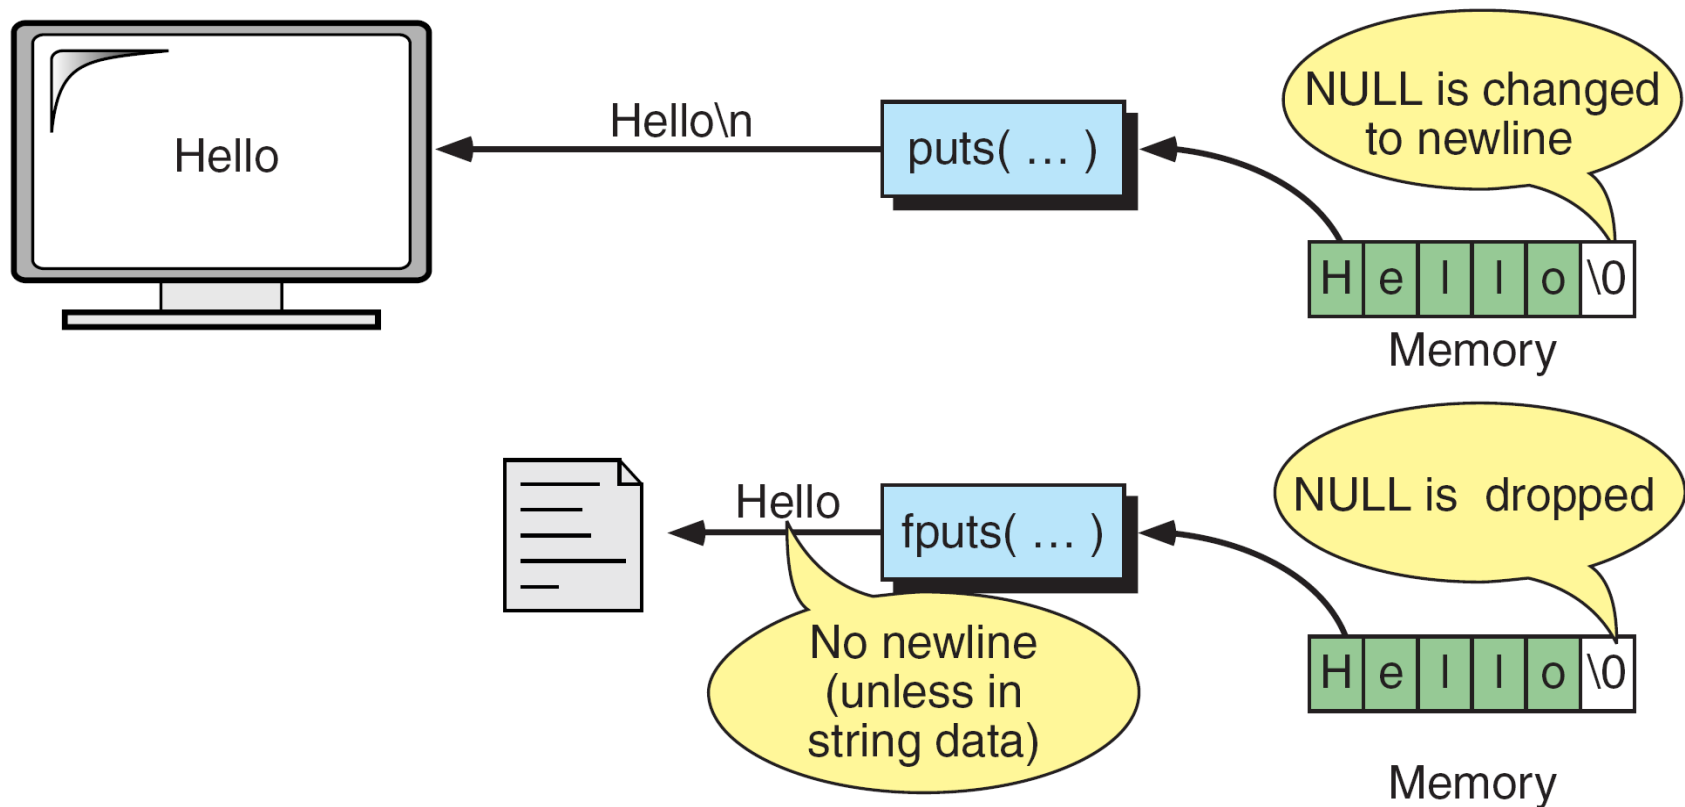 Hello
Hello\n
puts( … )
NULL is changed
to newline
H e l l o \0
Memory
Hello
fputs( … )
NULL is  dropped
No newline
(unless in
string data)
H e l l o \0
Memory